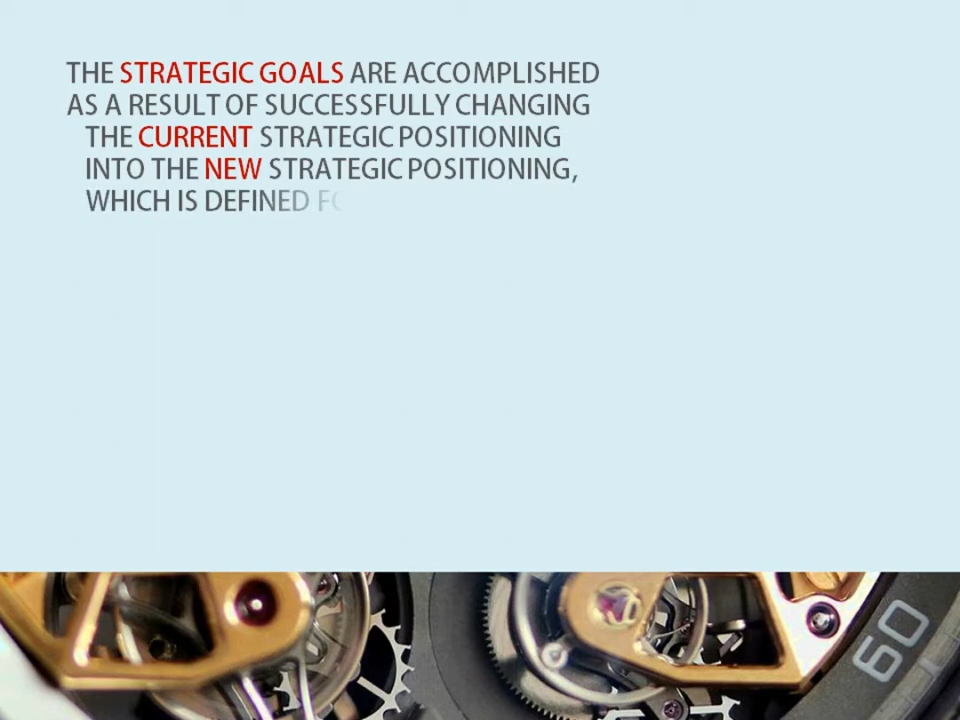 THE STRATEGIC GOALS ARE ACCOMPLISHED
AS A RESULT OF SUCCESSFULLY CHANGING
THE CURRENT STRATEGIC POSITIONING
INTO THE NEW STRATEGIC POSITIONING,
WHICH IS DEFINED
60